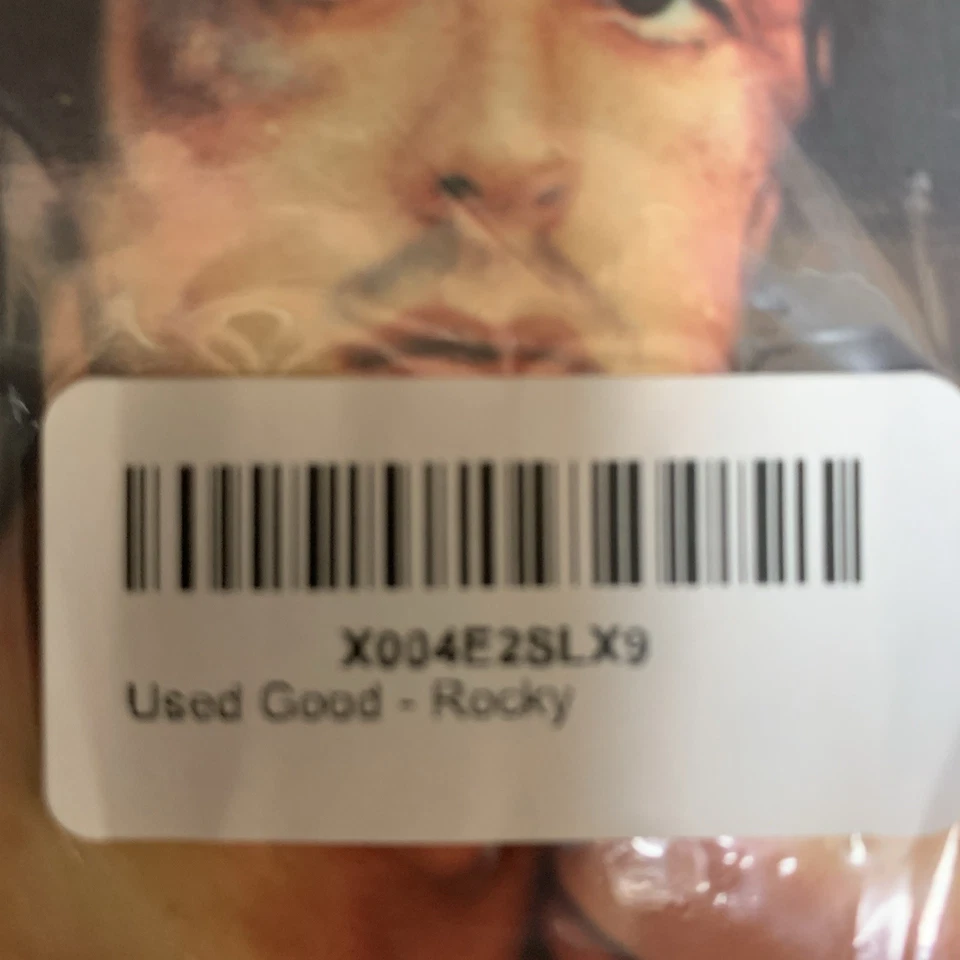 X004E2SLX9
Used Good - Rocky